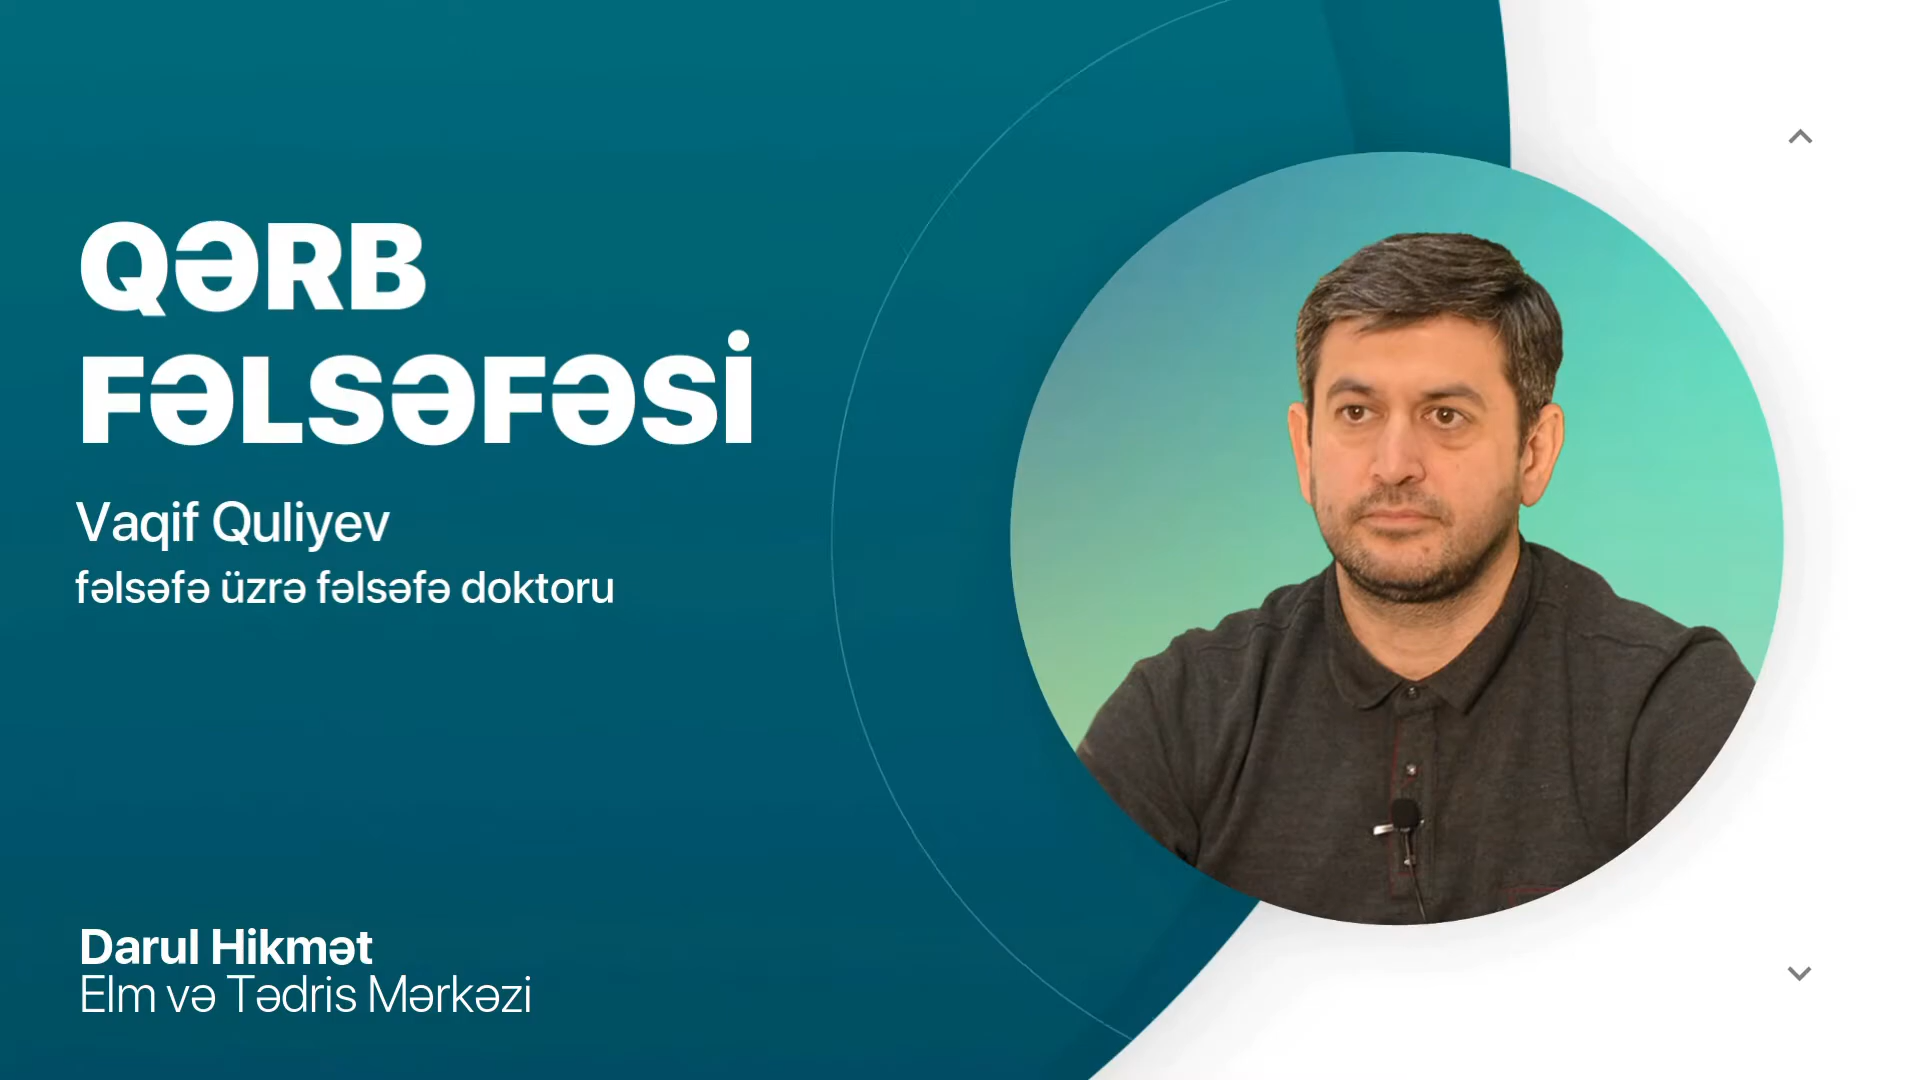 QƏRB
FƏLSƏFƏSİ
Vaqif Quliyev
fəlsəfə üzrə fəlsəfə doktoru
Darul Hikmət
Elm və Tədris Mərkəzi